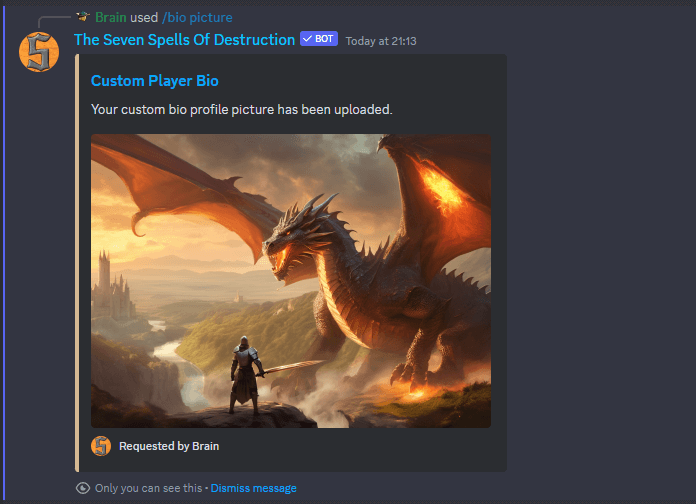 Brain used /bio picture
The Seven Spells Of Destruction ✓ BOT Today at 21:13
Custom Player Bio
Your custom bio profile picture has been uploaded.
Requested by Brain
Only you can see this • Dismiss message